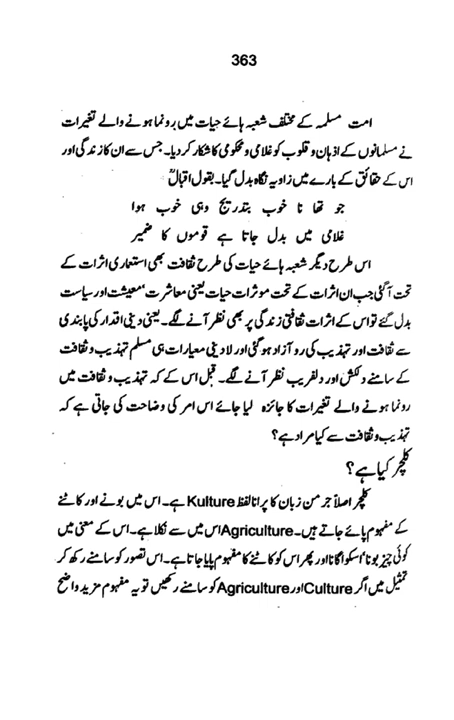 363
امت مسلمہ کے مختلف شعبہ ہائے حیات میں رونما ہونے والے تغیرات
نے مسلمانوں کے اذہان و قلوب کو غلامی و محکومی کا شکار کر دیا۔ جس سے ان کا زندگی اور
اس کے حقائق کے بارے میں زاویہ نگاہ بدل گیا۔ بقول اقبالؒ
جو تھا نا خوب بتدریج وہی خوب ہوا
غلامی میں بدل جاتا ہے قوموں کا ضمیر
اس طرح دیگر شعبہ ہائے حیات کی طرح ثقافت بھی استعماری اثرات کے
تحت آ گئی جب ان اثرات کے تحت موثرات حیات یعنی معاشرت ’معیشت اور سیاست
بدل گئے تو اس کے اثرات ثقافتی زندگی پر بھی نظر آنے لگے۔ یعنی دینی اقدار کی پابندی
سے ثقافت اور تہذیب کی رو آزاد ہو گئی اور لادینی معیارات ہی مسلم تہذیب و ثقافت
کے سامنے دلکش اور دلفریب نظر آنے لگے۔ قبل اس کے کہ تہذیب و ثقافت میں
رونما ہونے والے تغیرات کا جائزہ لیا جائے اس امر کی وضاحت کی جاتی ہے کہ
تہذیب و ثقافت سے کیا مراد ہے؟
کلچر کیا ہے؟
کلچر اصلاً جرمن زبان کا پرانا لفظ Kulture ہے۔ اس میں بونے اور کاٹنے
کے مفہوم پائے جاتے ہیں۔ Agriculture اس میں سے نکلا ہے۔ اس کے معنی میں
کوئی چیز بونا ’اسکو اگانا اور پھر اس کو کاٹنے کا مفہوم پایا جاتا ہے۔ اس تصور کو سامنے رکھ کر
تمثیل میں اگر Culture اور Agriculture کو سامنے رکھیں تو یہ مفہوم مزید واضح